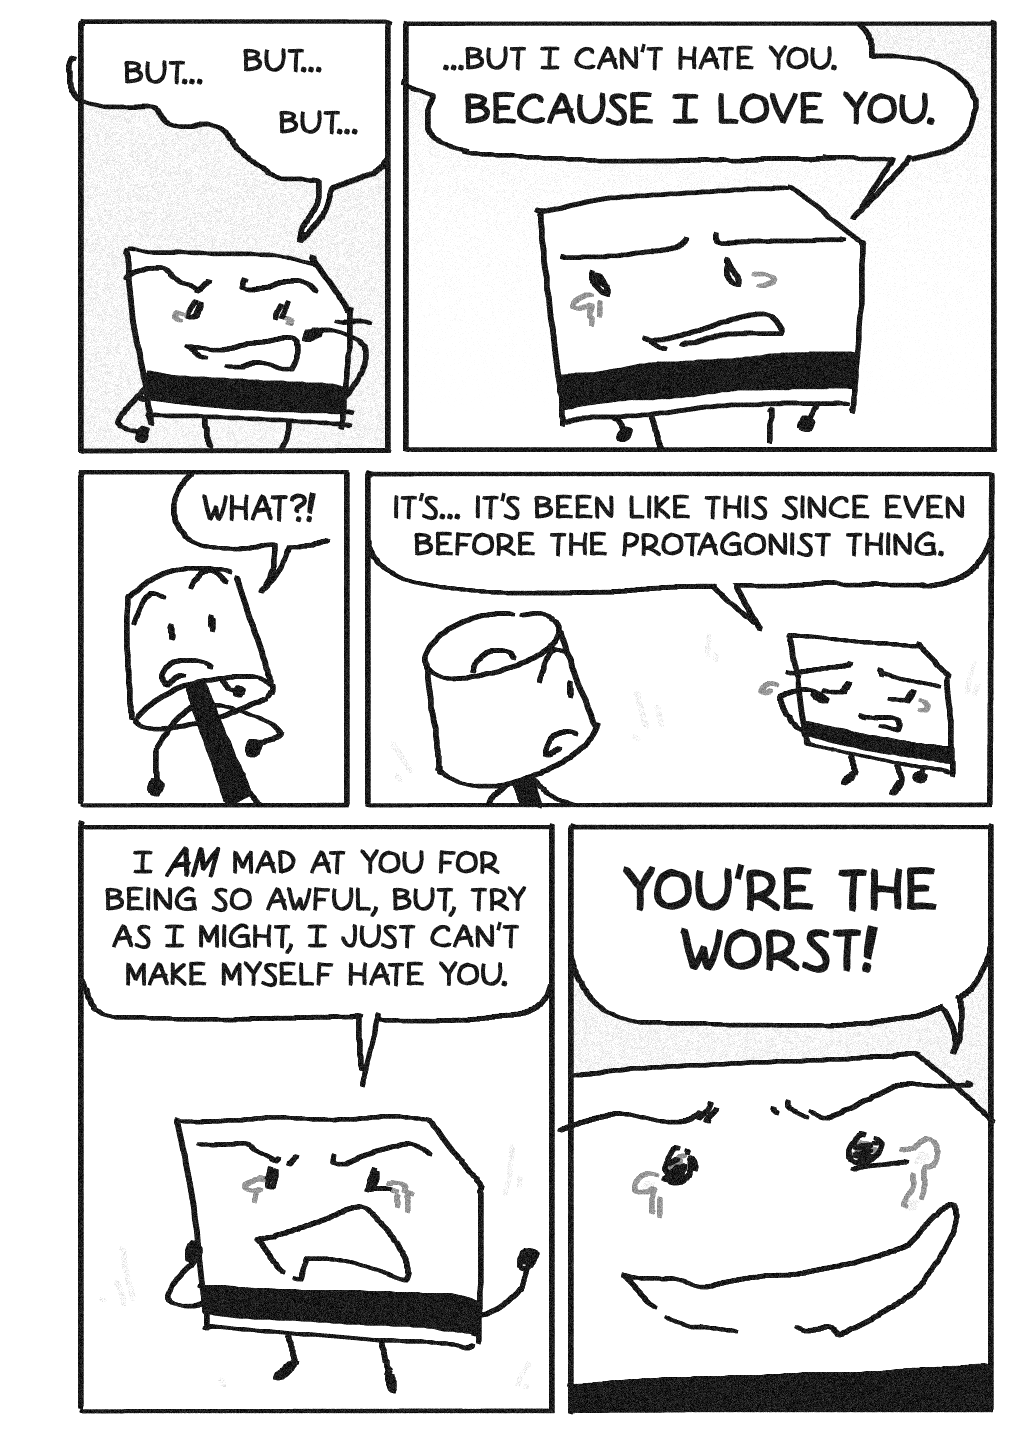 BUT...
BUT...
BUT...
...BUT I CAN'T HATE YOU.
BECAUSE I LOVE YOU.
WHAT?!
IT'S... IT'S BEEN LIKE THIS SINCE EVEN
BEFORE THE PROTAGONIST THING.
I AM MAD AT YOU FOR
BEING SO AWFUL, BUT, TRY
AS I MIGHT, I JUST CAN'T
MAKE MYSELF HATE YOU.
YOU'RE THE
WORST!